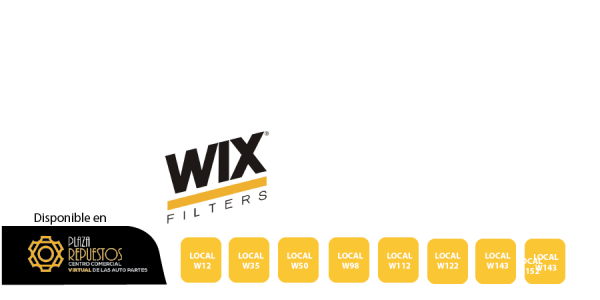 WIX®
FILTERS
Disponible en
PLAZA
REPUESTOS
CENTRO COMERCIAL
VIRTUAL DE LAS AUTO PARTES
LOCAL
W12
LOCAL
W35
LOCAL
W50
LOCAL
W98
LOCAL
W112
LOCAL
W122
LOCAL
W143
LOCAL
W143